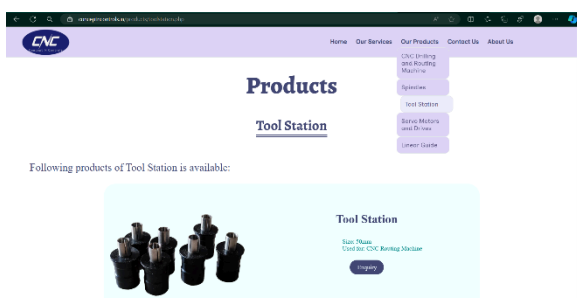 CNC
Home Our Services Our Products Contact Us About Us
CNC Drilling
and Routing
Machine
Spindles
Tool Station
Servo Motors
and Drives
Linear Guide
Products
Tool Station
Following products of Tool Station is available:
Tool Station
Size: 50mm
Used for: CNC Routing Machine
Enquiry